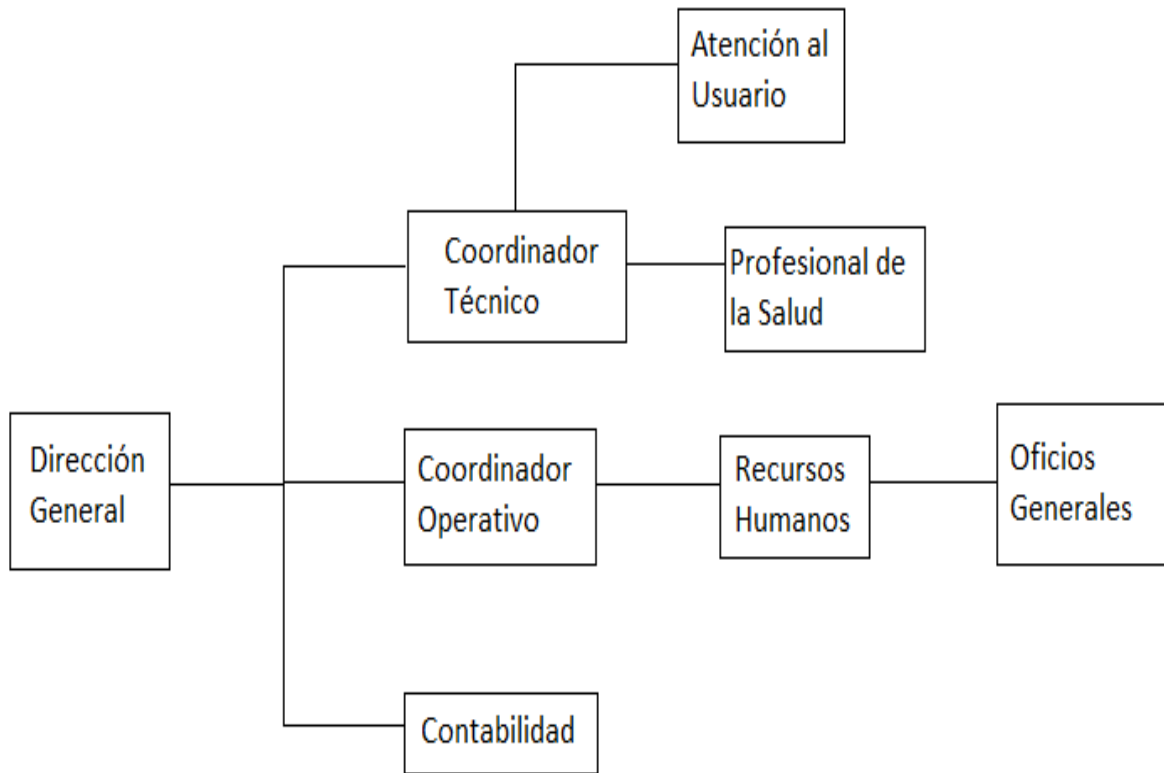 Atención al
Usuario
Coordinador
Técnico
Profesional de
la Salud
Dirección
General
Coordinador
Operativo
Recursos
Humanos
Oficios
Generales
Contabilidad